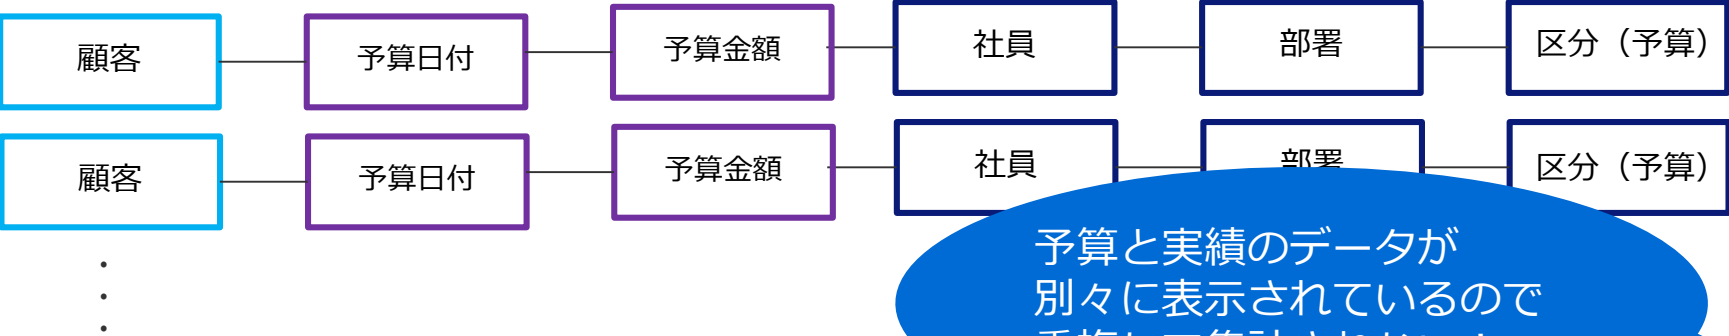 顧客 予算日付 予算金額 社員 部署 区分（予算）
顧客 予算日付 予算金額 社員 部署 区分（予算）
予算と実績のデータが
別々に表示されているので